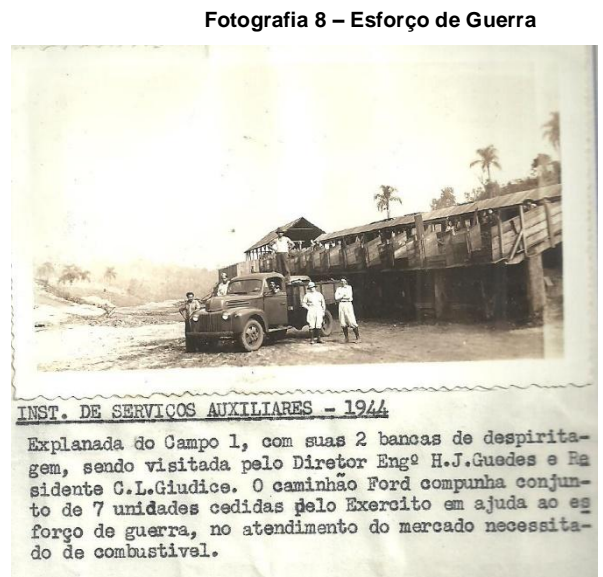 Fotografia 8 – Esforço de Guerra
INST. DE SERVIÇOS AUXILIARES - 1944
Explanada do Campo 1, com suas 2 bancas de despirita-
gem, sendo visitada pelo Diretor Engº H.J.Guedes e Re
sidente C.L.Giudice. O caminhão Ford compunha conjun-
to de 7 unidades cedidas pelo Exercito em ajuda ao es
forço de guerra, no atendimento do mercado necessita-
do de combustivel.